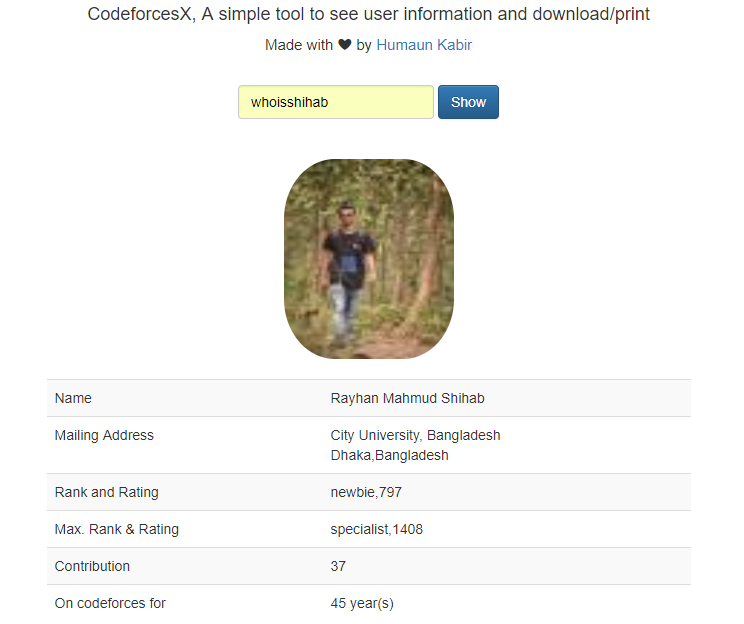 CodeforcesX, A simple tool to see user information and download/print
Made with ♥ by Humaun Kabir
whoisshihab Show
Name Rayhan Mahmud Shihab
Mailing Address City University, Bangladesh
Dhaka,Bangladesh
Rank and Rating newbie,797
Max. Rank & Rating specialist,1408
Contribution 37
On codeforces for 45 year(s)